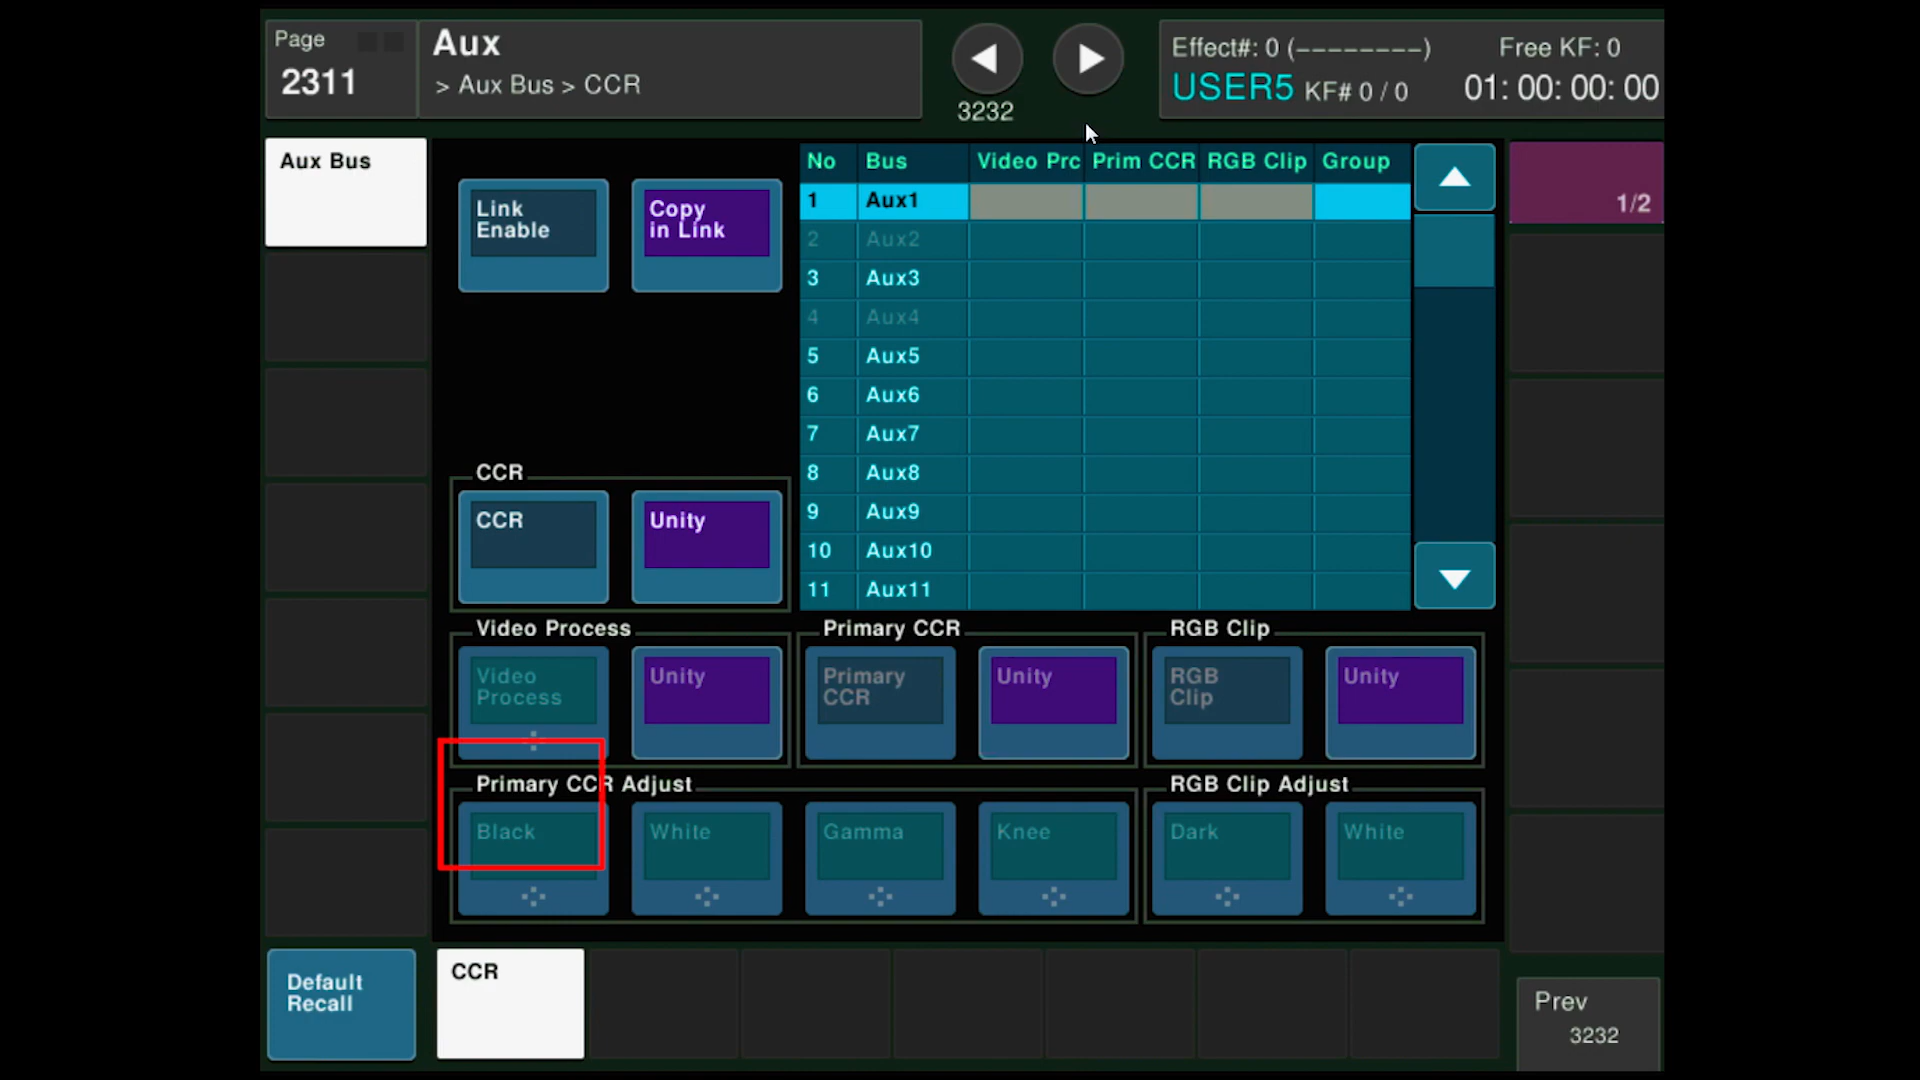 Page
2311
Aux
> Aux Bus > CCR
3232
Effect#: 0 (--------)
Free KF: 0
USER5 KF# 0 / 0
01: 00: 00: 00
Aux Bus
Link
Enable
Copy
in Link
No Bus Video Prc Prim CCR RGB Clip Group
1 Aux1
2 Aux2
3 Aux3
4 Aux4
5 Aux5
6 Aux6
7 Aux7
8 Aux8
9 Aux9
10 Aux10
11 Aux11
1/2
CCR
CCR
Unity
Video Process
Video
Process
Unity
Primary CCR
Primary
CCR
Unity
RGB Clip
RGB
Clip
Unity
Primary CCR Adjust
Black
White
Gamma
Knee
RGB Clip Adjust
Dark
White
Default
Recall
CCR
Prev
3232